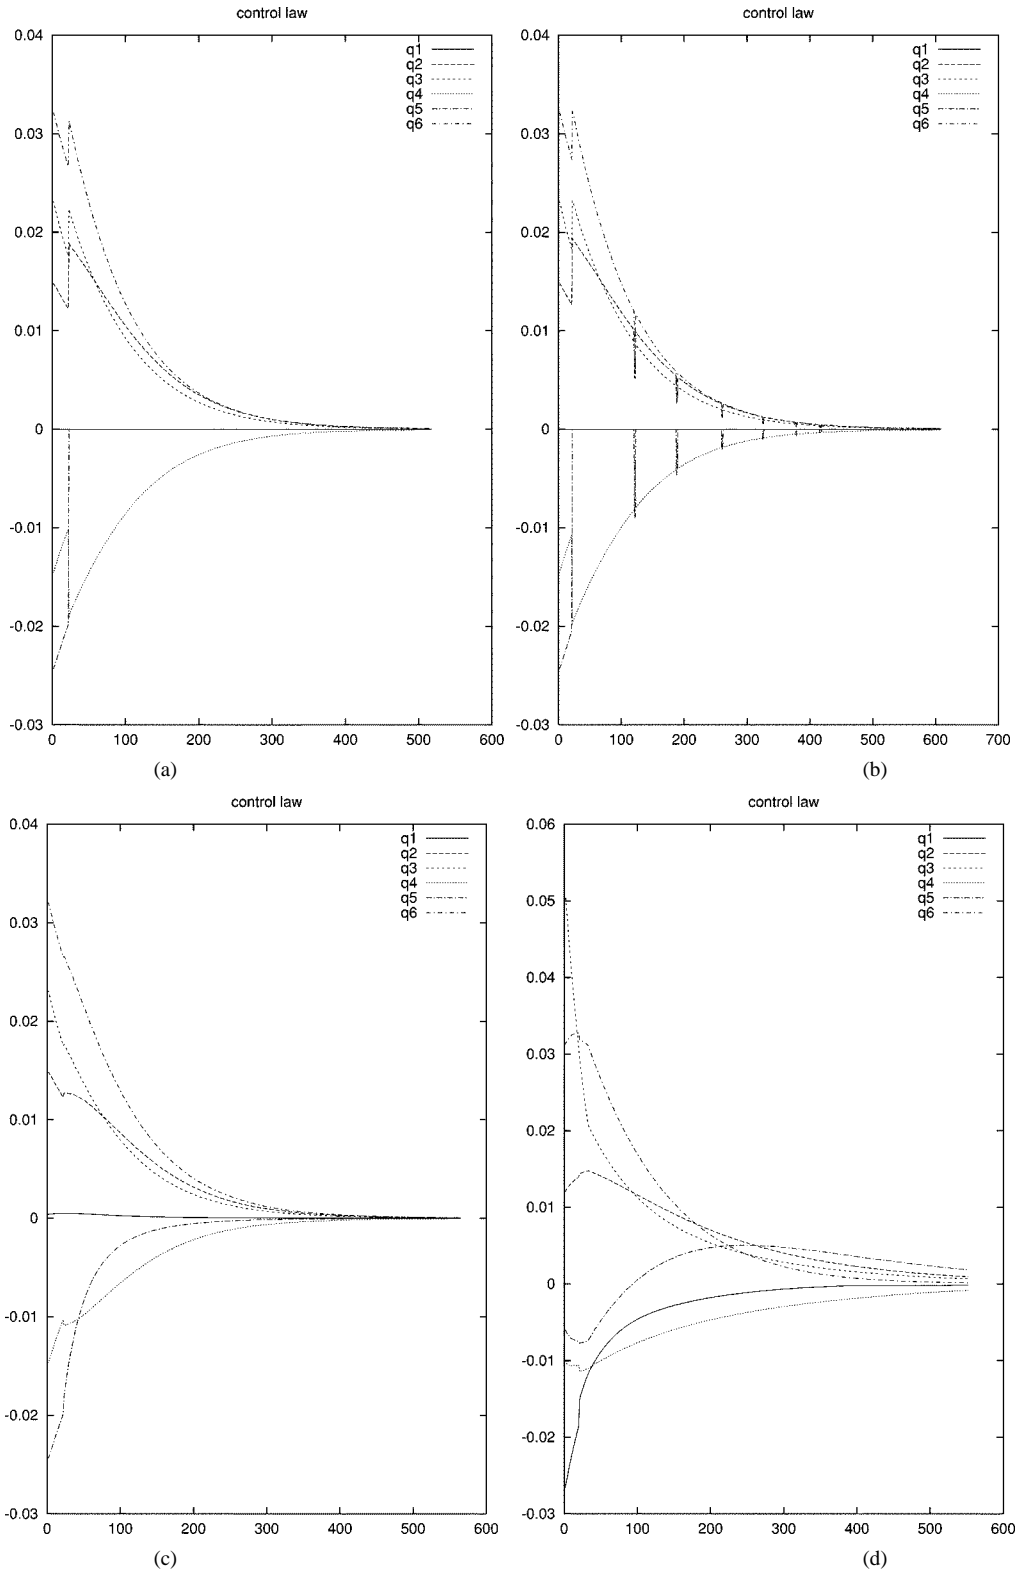 control law
0.04
0.03
0.02
0.01
0
-0.01
-0.02
-0.03
q1
q2
q3
q4
q5
q6
0 100 200 300 400 500 600
(a)
control law
0.04
0.03
0.02
0.01
0
-0.01
-0.02
-0.03
q1
q2
q3
q4
q5
q6
0 100 200 300 400 500 600 700
(b)
control law
0.04
0.03
0.02
0.01
0
-0.01
-0.02
-0.03
q1
q2
q3
q4
q5
q6
0 100 200 300 400 500 600
(c)
control law
0.06
0.05
0.04
0.03
0.02
0.01
0
-0.01
-0.02
-0.03
q1
q2
q3
q4
q5
q6
0 100 200 300 400 500 600
(d)